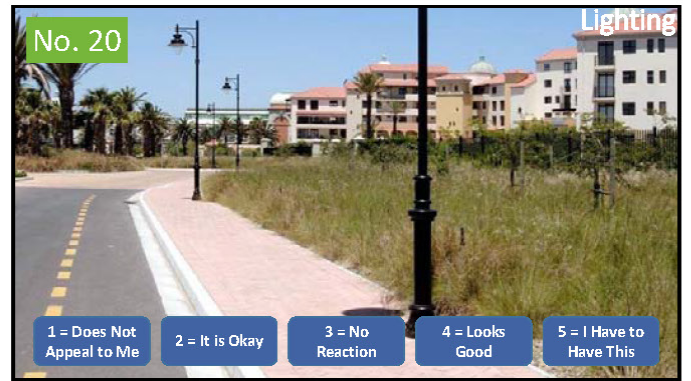 No. 20
Lighting
1 = Does Not
Appeal to Me
2 = It is Okay
3 = No
Reaction
4 = Looks
Good
5 = I Have to
Have This